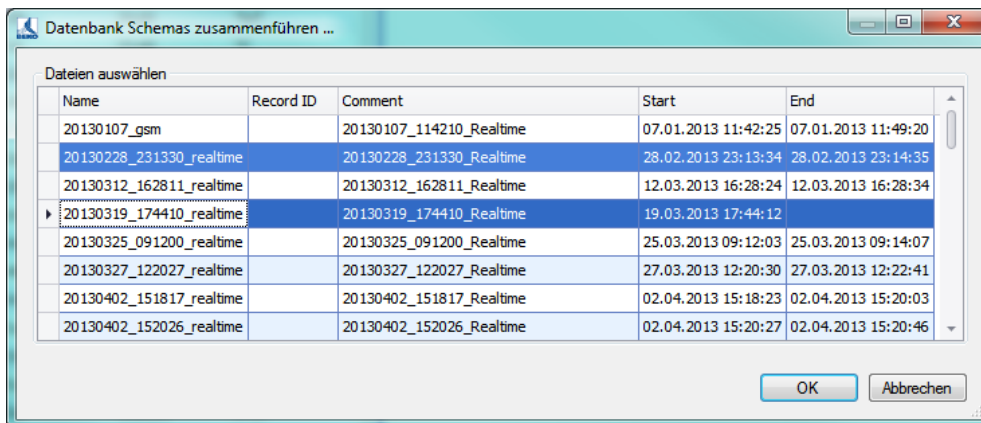 Datenbank Schemas zusammenführen ...
Dateien auswählen
Name Record ID Comment Start End
20130107_gsm 20130107_114210_Realtime 07.01.2013 11:42:25 07.01.2013 11:49:20
20130228_231330_realtime 20130228_231330_Realtime 28.02.2013 23:13:34 28.02.2013 23:14:35
20130312_162811_realtime 20130312_162811_Realtime 12.03.2013 16:28:24 12.03.2013 16:28:34
20130319_174410_realtime 20130319_174410_Realtime 19.03.2013 17:44:12
20130325_091200_realtime 20130325_091200_Realtime 25.03.2013 09:12:03 25.03.2013 09:14:07
20130327_122027_realtime 20130327_122027_Realtime 27.03.2013 12:20:30 27.03.2013 12:22:41
20130402_151817_realtime 20130402_151817_Realtime 02.04.2013 15:18:23 02.04.2013 15:20:03
20130402_152026_realtime 20130402_152026_Realtime 02.04.2013 15:20:27 02.04.2013 15:20:46
OK Abbrechen